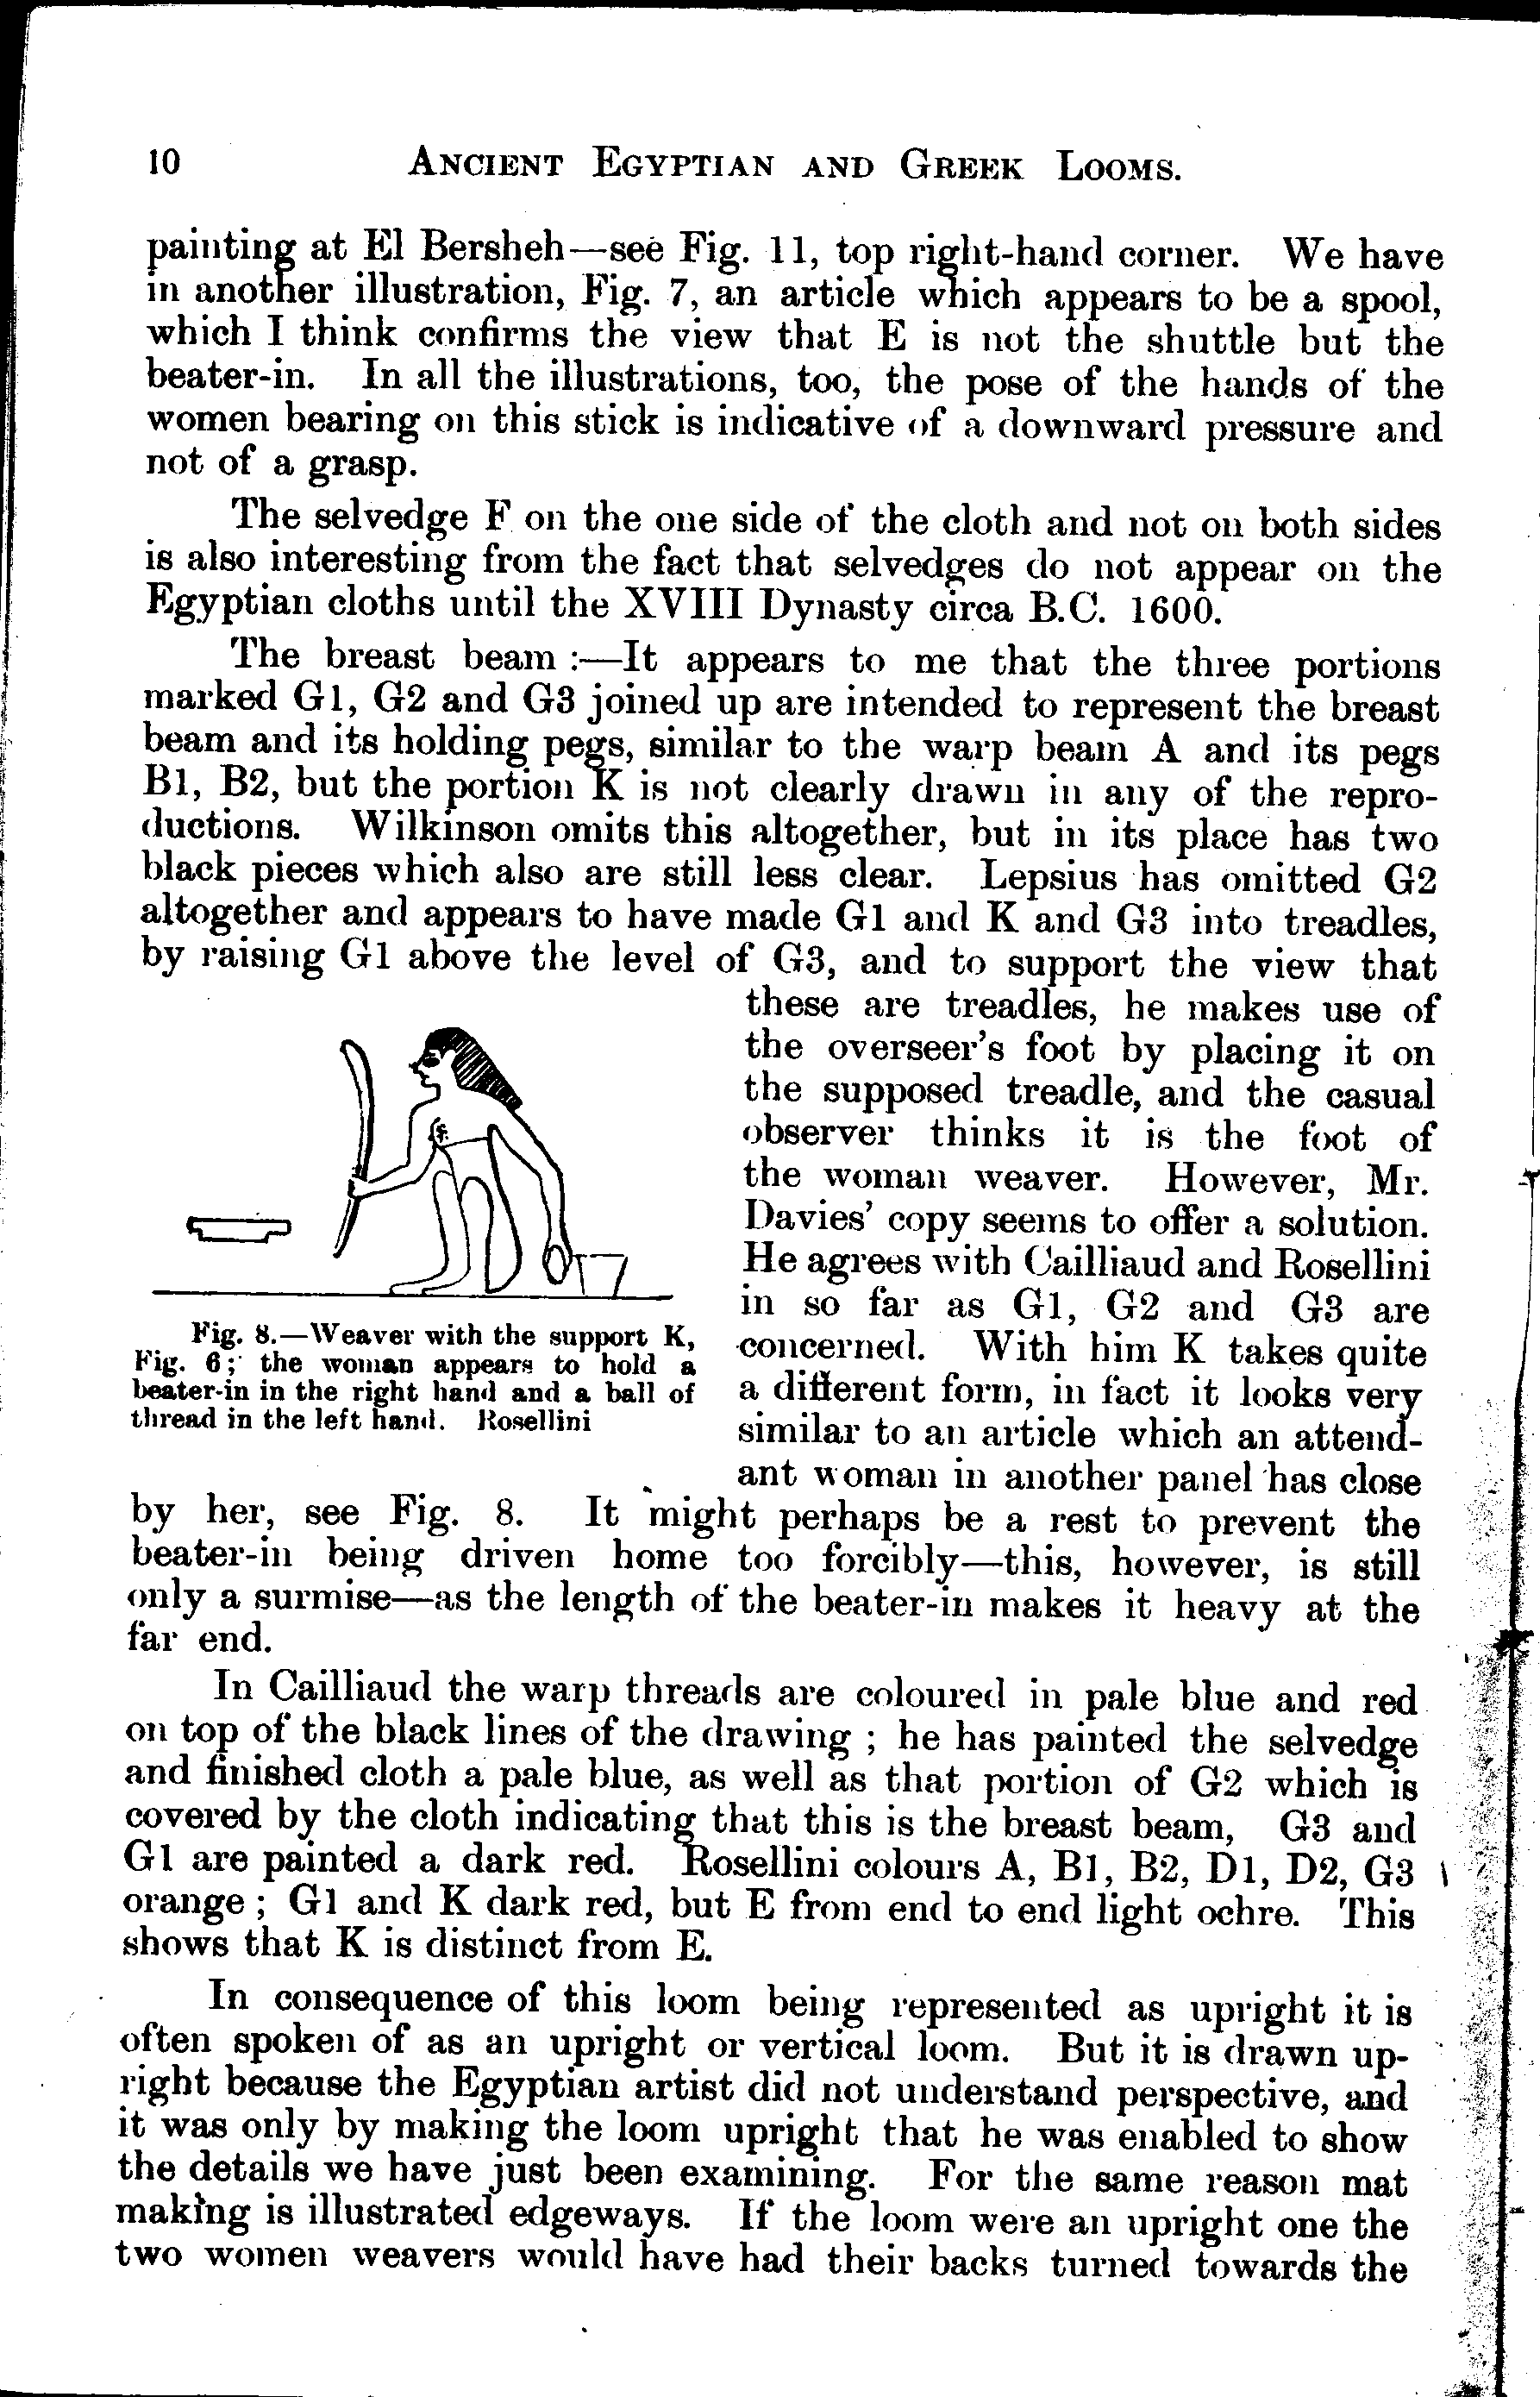 10 ANCIENT EGYPTIAN AND GREEK LOOMS.
painting at El Bersheh—see Fig. 11, top right-hand corner. We have
in another illustration, Fig. 7, an article which appears to be a spool,
which I think confirms the view that E is not the shuttle but the
beater-in. In all the illustrations, too, the pose of the hands of the
women bearing on this stick is indicative of a downward pressure and
not of a grasp.
The selvedge F on the one side of the cloth and not on both sides
is also interesting from the fact that selvedges do not appear on the
Egyptian cloths until the XVIII Dynasty circa B.C. 1600.
The breast beam :—It appears to me that the three portions
marked G1, G2 and G3 joined up are intended to represent the breast
beam and its holding pegs, similar to the warp beam A and its pegs
B1, B2, but the portion K is not clearly drawn in any of the repro-
ductions. Wilkinson omits this altogether, but in its place has two
black pieces which also are still less clear. Lepsius has omitted G2
altogether and appears to have made G1 and K and G3 into treadles,
by raising G1 above the level of G3, and to support the view that
these are treadles, he makes use of
the overseer's foot by placing it on
the supposed treadle, and the casual
observer thinks it is the foot of
the woman weaver. However, Mr.
Davies' copy seems to offer a solution.
He agrees with Cailliaud and Rosellini
in so far as G1, G2 and G3 are
concerned. With him K takes quite
a different form, in fact it looks very
similar to an article which an attend-
ant woman in another panel has close
Fig. 8.—Weaver with the support K,
Fig. 6; the woman appears to hold a
beater-in in the right hand and a ball of
thread in the left hand. Rosellini
by her, see Fig. 8. It might perhaps be a rest to prevent the
beater-in being driven home too forcibly—this, however, is still
only a surmise—as the length of the beater-in makes it heavy at the
far end.
In Cailliaud the warp threads are coloured in pale blue and red
on top of the black lines of the drawing ; he has painted the selvedge
and finished cloth a pale blue, as well as that portion of G2 which is
covered by the cloth indicating that this is the breast beam, G3 and
G1 are painted a dark red. Rosellini colours A, B1, B2, D1, D2, G3
orange ; G1 and K dark red, but E from end to end light ochre. This
shows that K is distinct from E.
In consequence of this loom being represented as upright it is
often spoken of as an upright or vertical loom. But it is drawn up-
right because the Egyptian artist did not understand perspective, and
it was only by making the loom upright that he was enabled to show
the details we have just been examining. For the same reason mat
making is illustrated edgeways. If the loom were an upright one the
two women weavers would have had their backs turned towards the